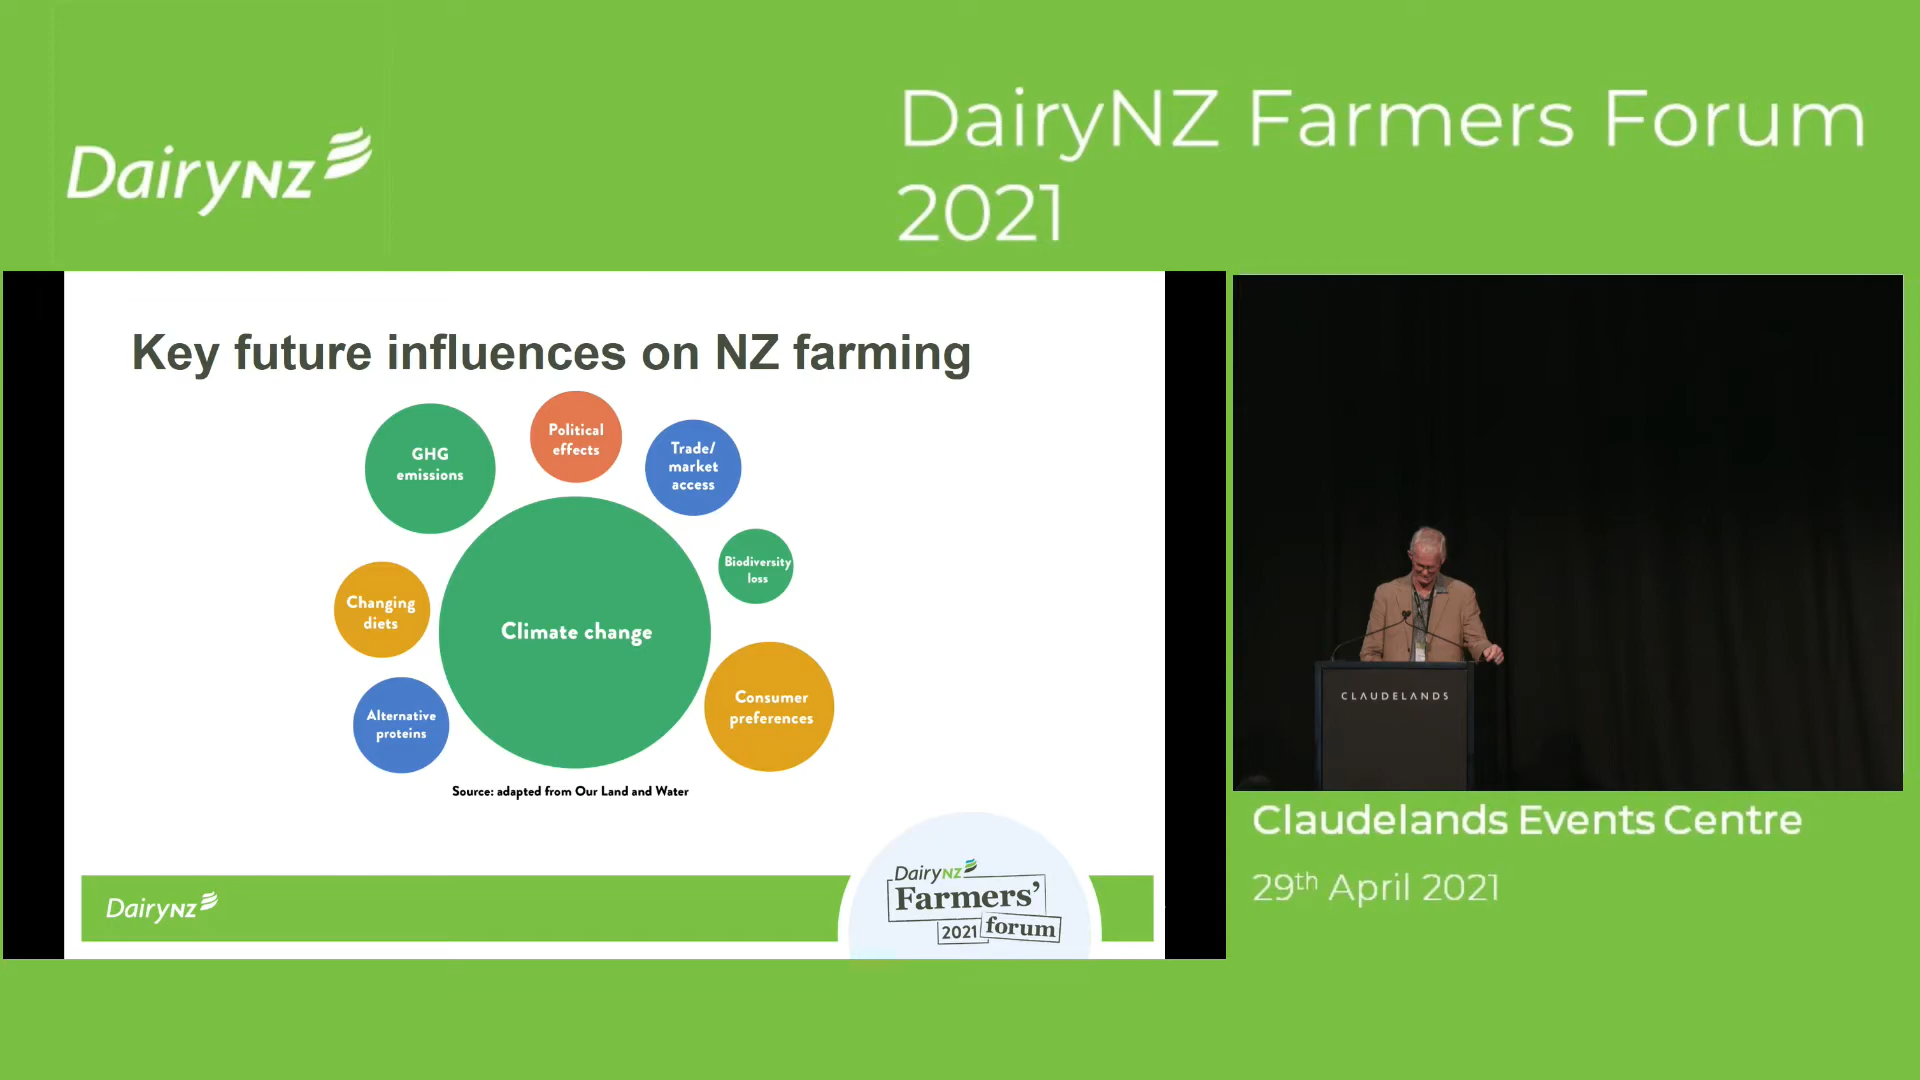 DairyNZ
DairyNZ Farmers Forum
2021
Key future influences on NZ farming
GHG
emissions
Political
effects
Trade/
market
access
Biodiversity
loss
Changing
diets
Climate change
Consumer
preferences
Alternative
proteins
Source: adapted from Our Land and Water
DairyNZ
DairyNZ
Farmers'
2021 forum
CLAUDELANDS
Claudelands Events Centre
29th April 2021